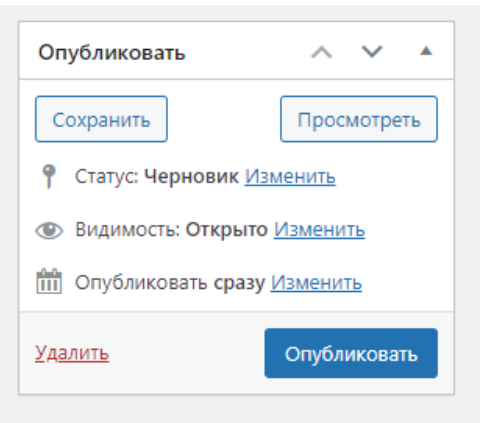 Опубликовать
Сохранить Просмотреть
Статус: Черновик Изменить
Видимость: Открыто Изменить
Опубликовать сразу Изменить
Удалить Опубликовать